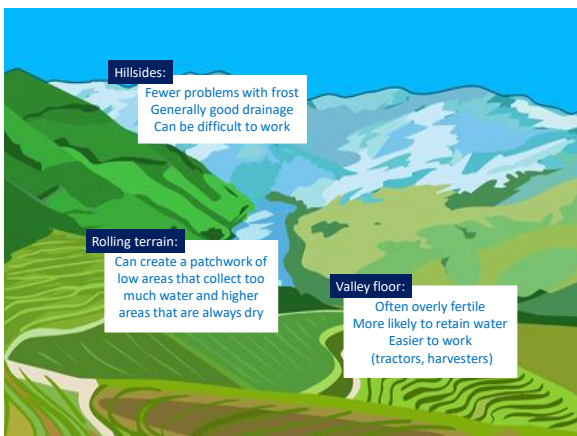 Hillsides:
Fewer problems with frost
Generally good drainage
Can be difficult to work
Rolling terrain:
Can create a patchwork of
low areas that collect too
much water and higher
areas that are always dry
Valley floor:
Often overly fertile
More likely to retain water
Easier to work
(tractors, harvesters)